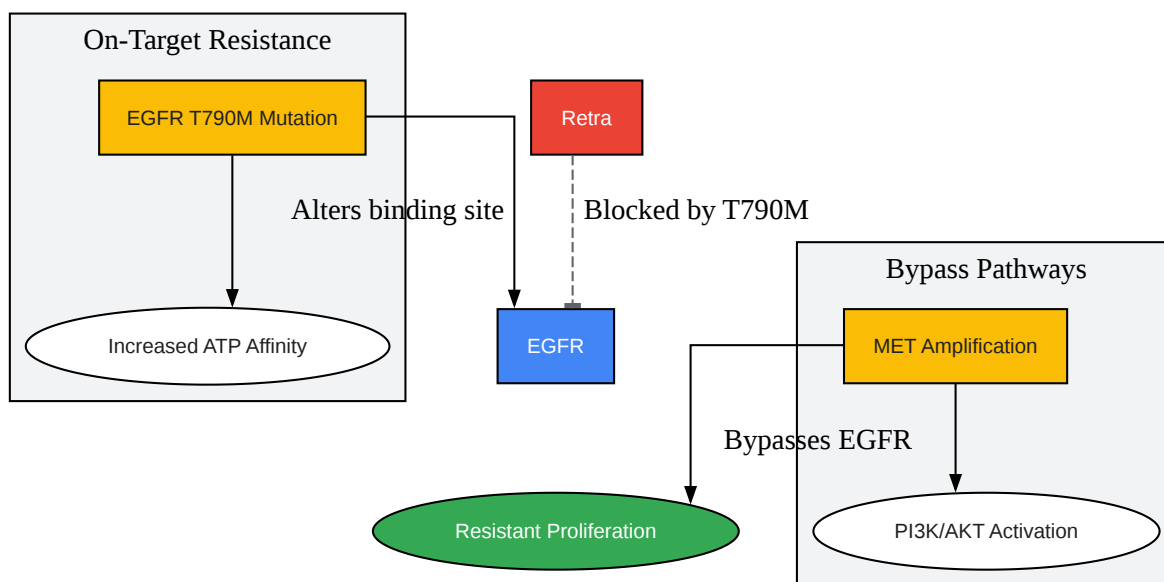 On-Target Resistance
EGFR T790M Mutation
Retra
Alters binding site
Blocked by T790M
Bypass Pathways
Increased ATP Affinity
EGFR
MET Amplification
Bypasses EGFR
Resistant Proliferation
PI3K/AKT Activation